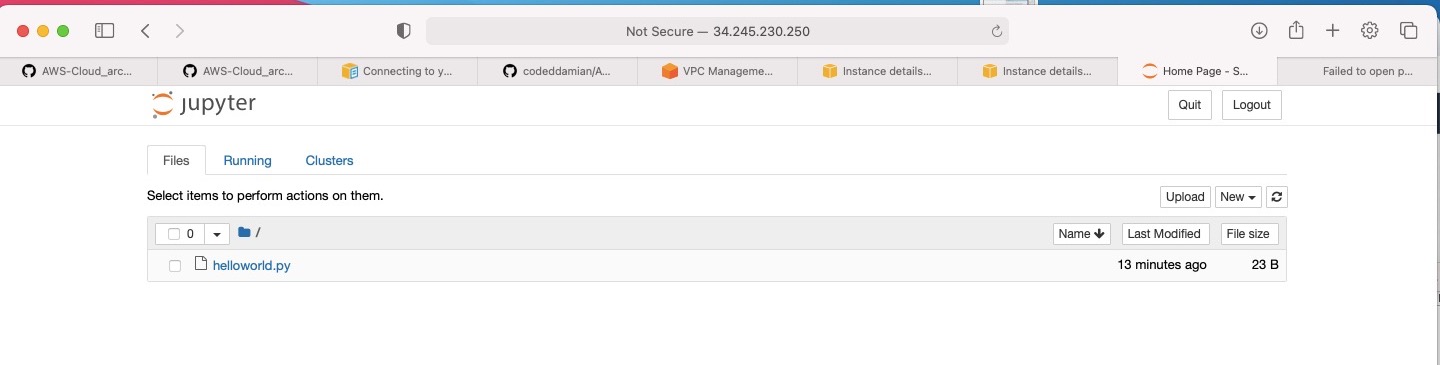 Not Secure — 34.245.230.250
AWS-Cloud_arc... AWS-Cloud_arc... Connecting to y... codeddamian/A... VPC Manageme... Instance details... Instance details... Home Page - S... Failed to open p...
jupyter Quit Logout
Files Running Clusters
Select items to perform actions on them. Upload New
0 / Name Last Modified File size
helloworld.py 13 minutes ago 23 B